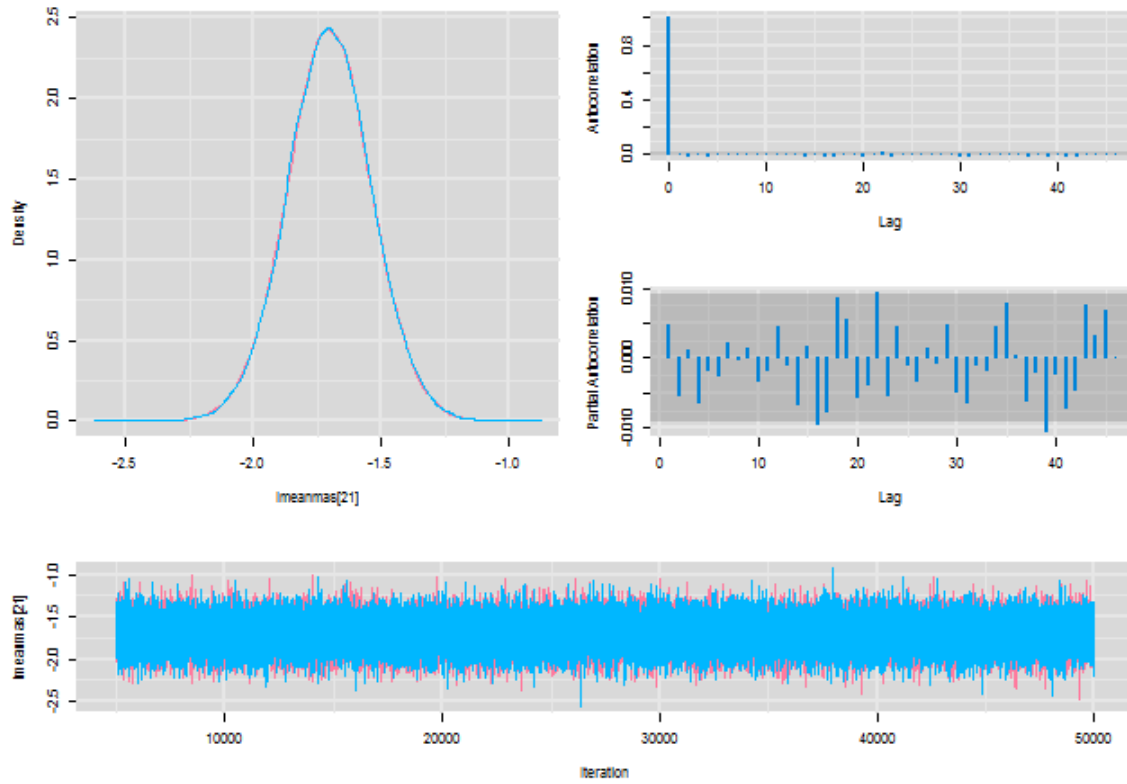 2.5
2.0
1.5
1.0
0.5
0.0
Density
-2.5 -2.0 -1.5 -1.0
lmeanmas[21]
0.8
0.4
0.0
Autocorrelation
0 10 20 30 40
Lag
0.010
0.000
-0.010
Partial Autocorrelation
0 10 20 30 40
Lag
-1.0
-1.5
-2.0
-2.5
lmeanmas[21]
10000 20000 30000 40000 50000
Iteration